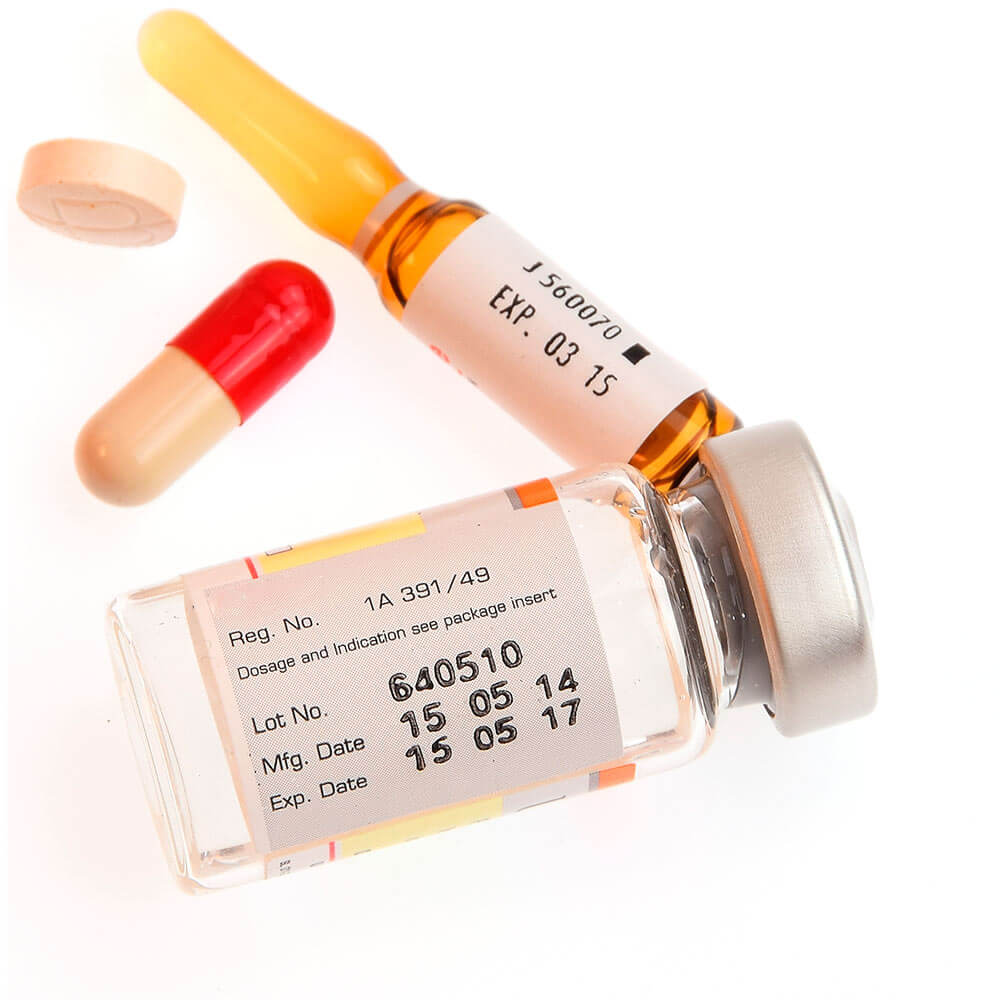 J 560070
EXP. 03 15
Reg. No. 1A 391/49
Dosage and Indication see package insert
Lot No. 640510
Mfg. Date 15 05 14
Exp. Date 15 05 17